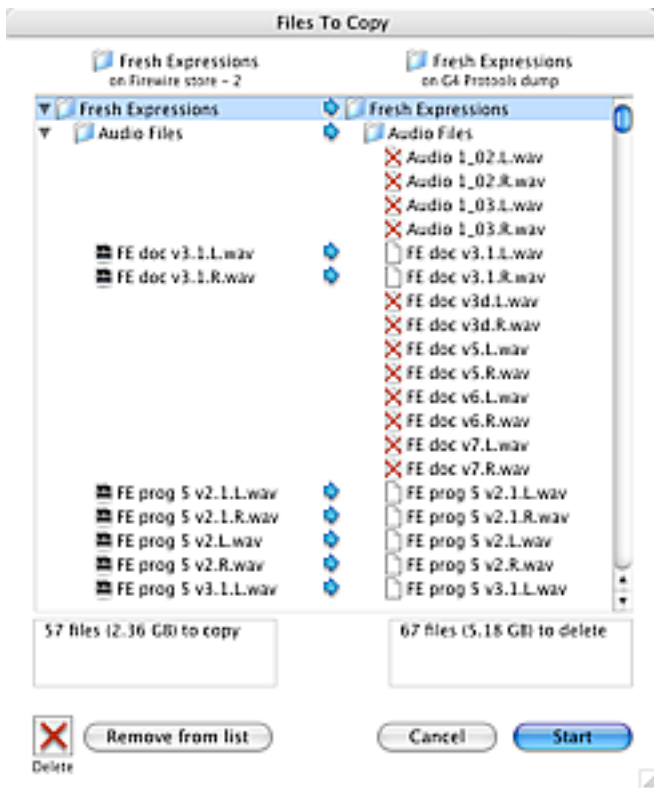 Files To Copy
Fresh Expressions
on Firewire store - 2
Fresh Expressions
on G4 Protools dump
Fresh Expressions Fresh Expressions
Audio Files Audio Files
Audio 1_02.L.wav
Audio 1_02.R.wav
Audio 1_03.L.wav
Audio 1_03.R.wav
FE doc v3.1.L.wav FE doc v3.1.L.wav
FE doc v3.1.R.wav FE doc v3.1.R.wav
FE doc v3d.L.wav
FE doc v3d.R.wav
FE doc v5.L.wav
FE doc v5.R.wav
FE doc v6.L.wav
FE doc v6.R.wav
FE doc v7.L.wav
FE doc v7.R.wav
FE prog 5 v2.1.L.wav FE prog 5 v2.1.L.wav
FE prog 5 v2.1.R.wav FE prog 5 v2.1.R.wav
FE prog 5 v2.L.wav FE prog 5 v2.L.wav
FE prog 5 v2.R.wav FE prog 5 v2.R.wav
FE prog 5 v3.1.L.wav FE prog 5 v3.1.L.wav
57 files (2.36 GB) to copy
67 files (5.18 GB) to delete
Delete
Remove from list
Cancel
Start